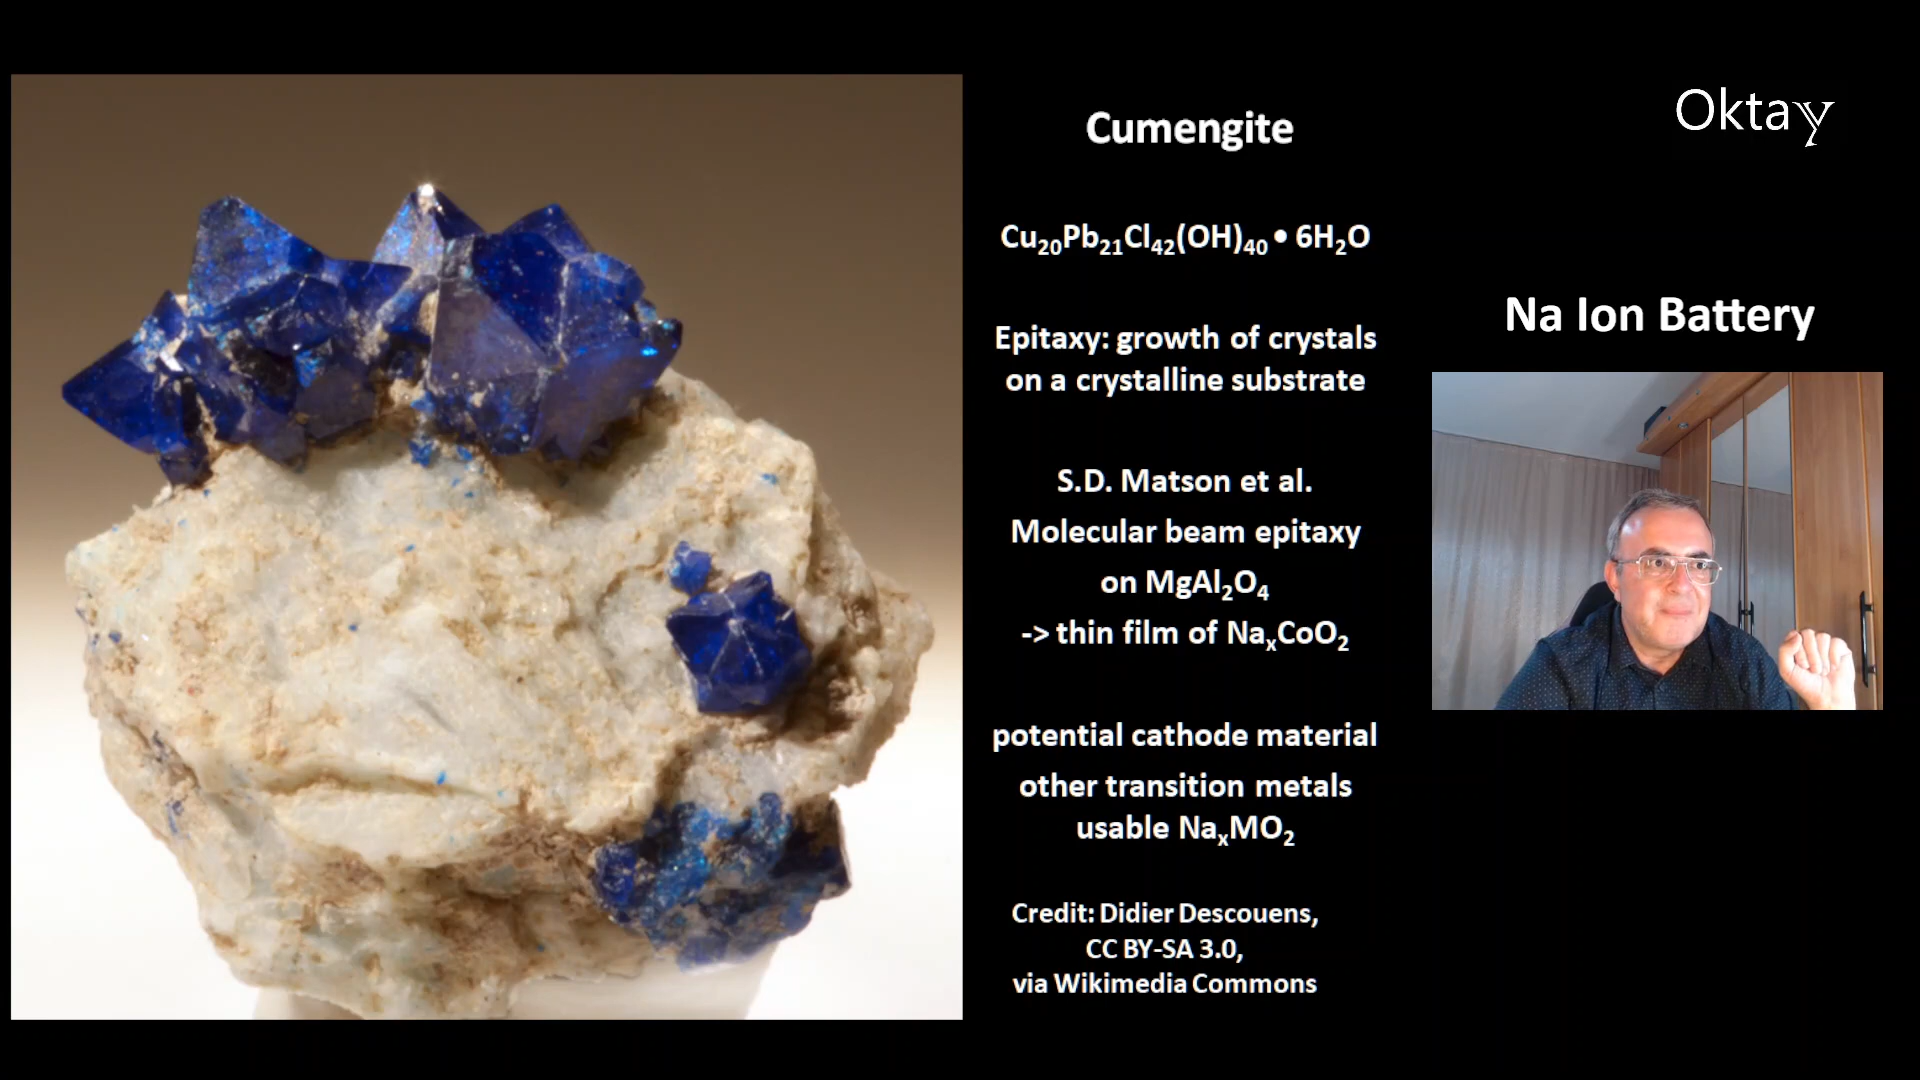 Cumengite
Cu₂₀Pb₂₁Cl₄₂(OH)₄₀ • 6H₂O
Epitaxy: growth of crystals
on a crystalline substrate
S.D. Matson et al.
Molecular beam epitaxy
on MgAl₂O₄
-> thin film of NaₓCoO₂
potential cathode material
other transition metals
usable NaₓMO₂
Credit: Didier Descouens,
CC BY-SA 3.0,
via Wikimedia Commons
Oktay
Na Ion Battery